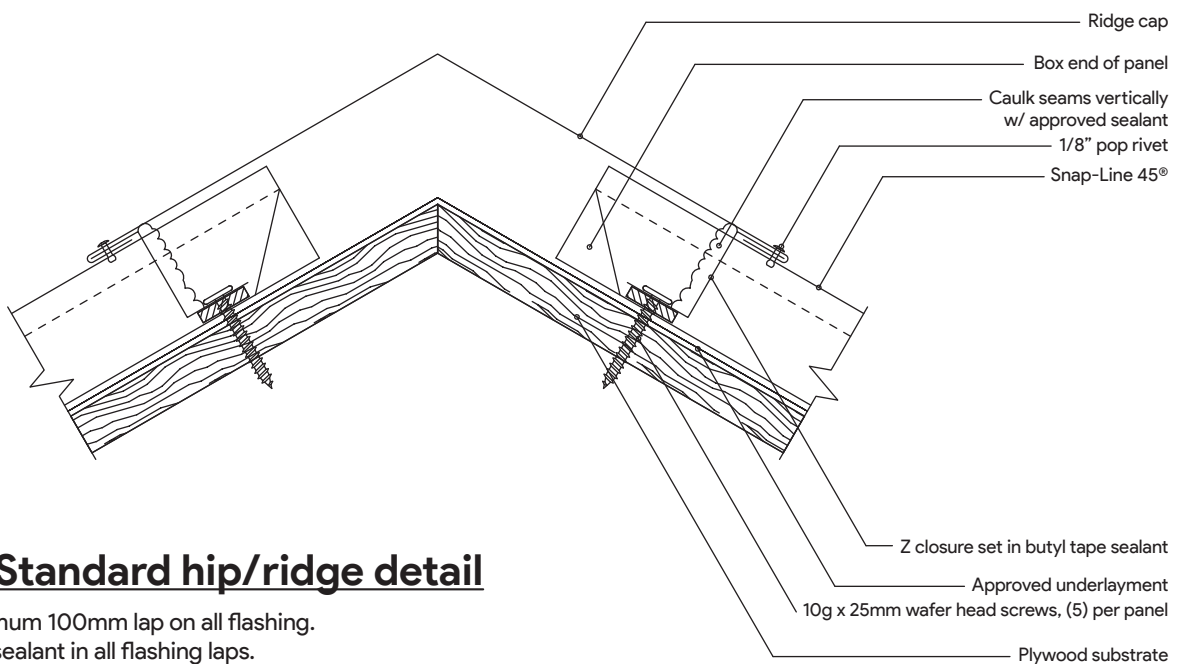 Ridge cap
Box end of panel
Caulk seams vertically
w/ approved sealant
1/8” pop rivet
Snap-Line 45®
Z closure set in butyl tape sealant
Approved underlayment
10g x 25mm wafer head screws, (5) per panel
Plywood substrate
Standard hip/ridge detail
num 100mm lap on all flashing.
sealant in all flashing laps.